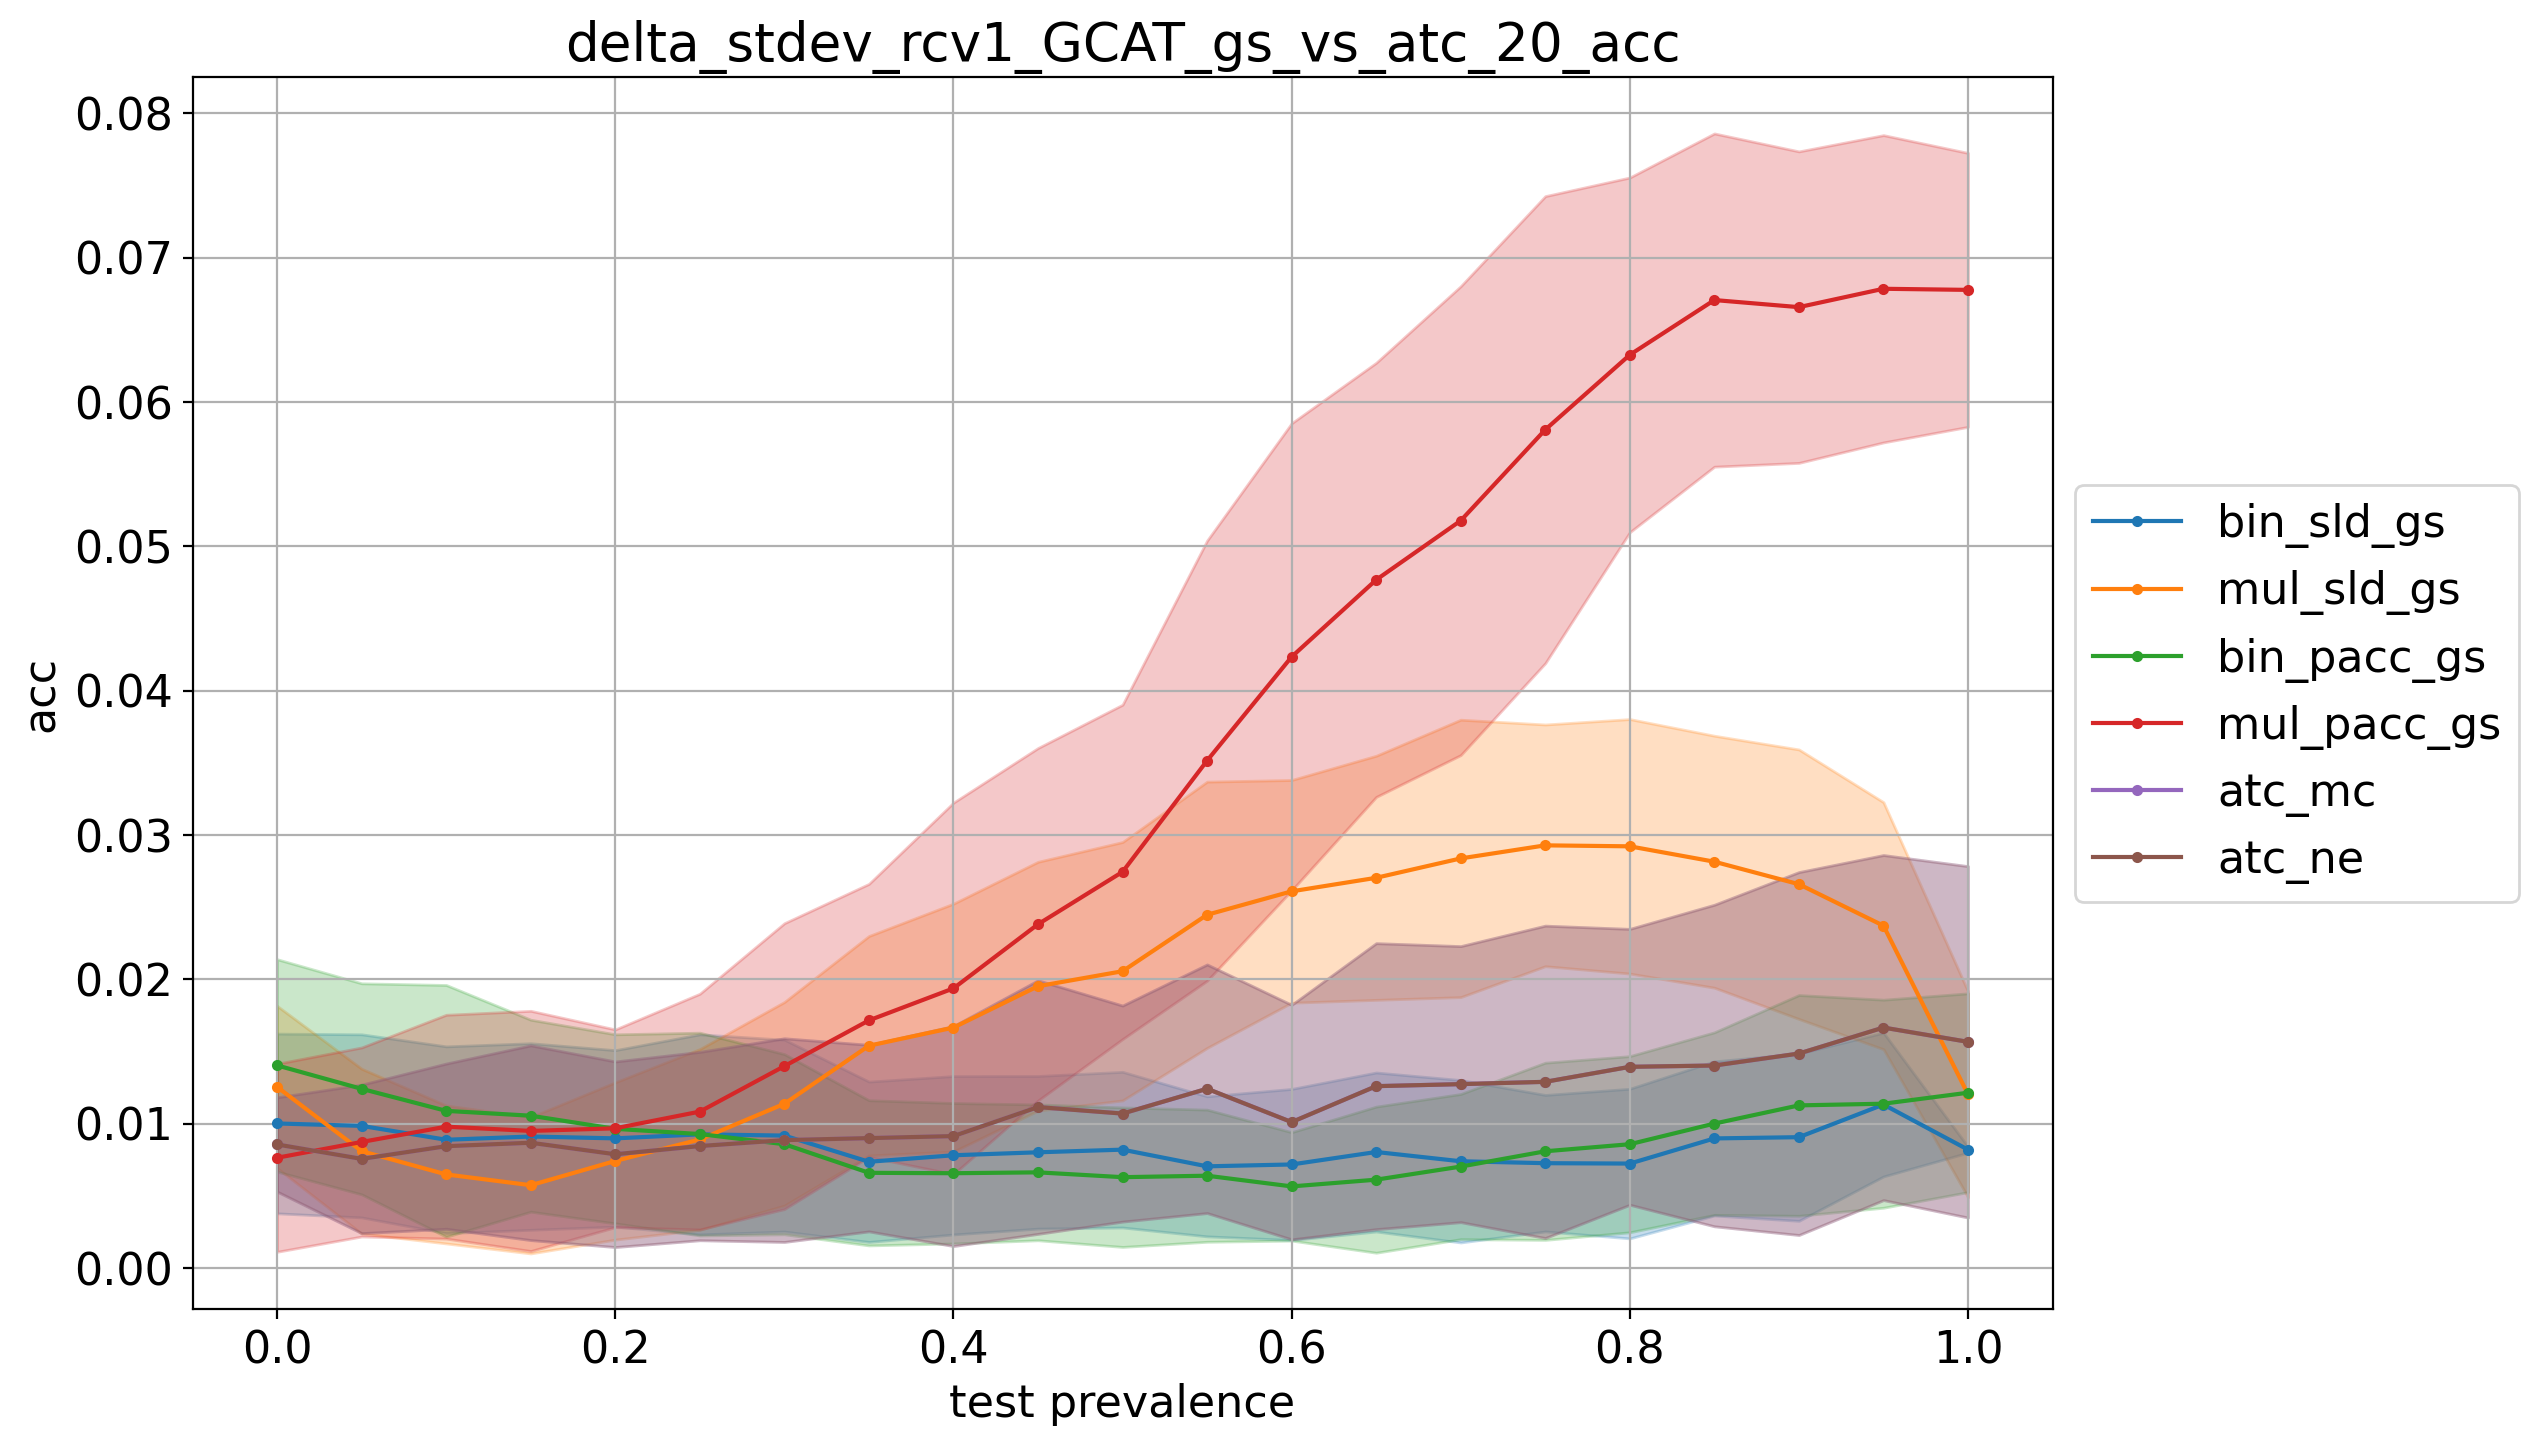 delta_stdev_rcv1_GCAT_gs_vs_atc_20_acc
0.08
0.07
0.06
0.05
0.04
0.03
0.02
0.01
0.00
acc
0.0 0.2 0.4 0.6 0.8 1.0
test prevalence
bin_sld_gs
mul_sld_gs
bin_pacc_gs
mul_pacc_gs
atc_mc
atc_ne